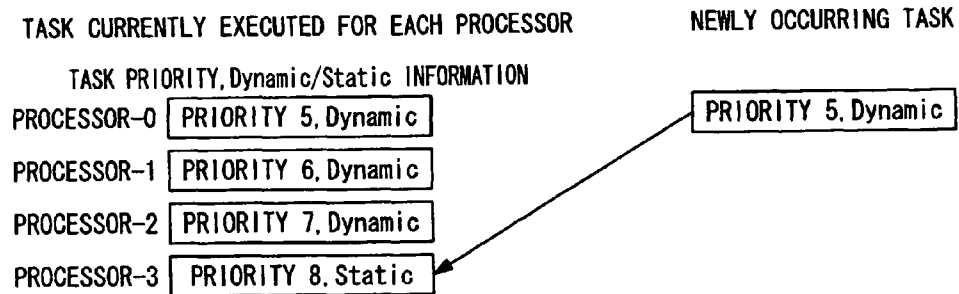 TASK CURRENTLY EXECUTED FOR EACH PROCESSOR
NEWLY OCCURRING TASK
TASK PRIORITY, Dynamic/Static INFORMATION
PROCESSOR-0 PRIORITY 5, Dynamic
PRIORITY 5, Dynamic
PROCESSOR-1 PRIORITY 6, Dynamic
PROCESSOR-2 PRIORITY 7, Dynamic
PROCESSOR-3 PRIORITY 8, Static